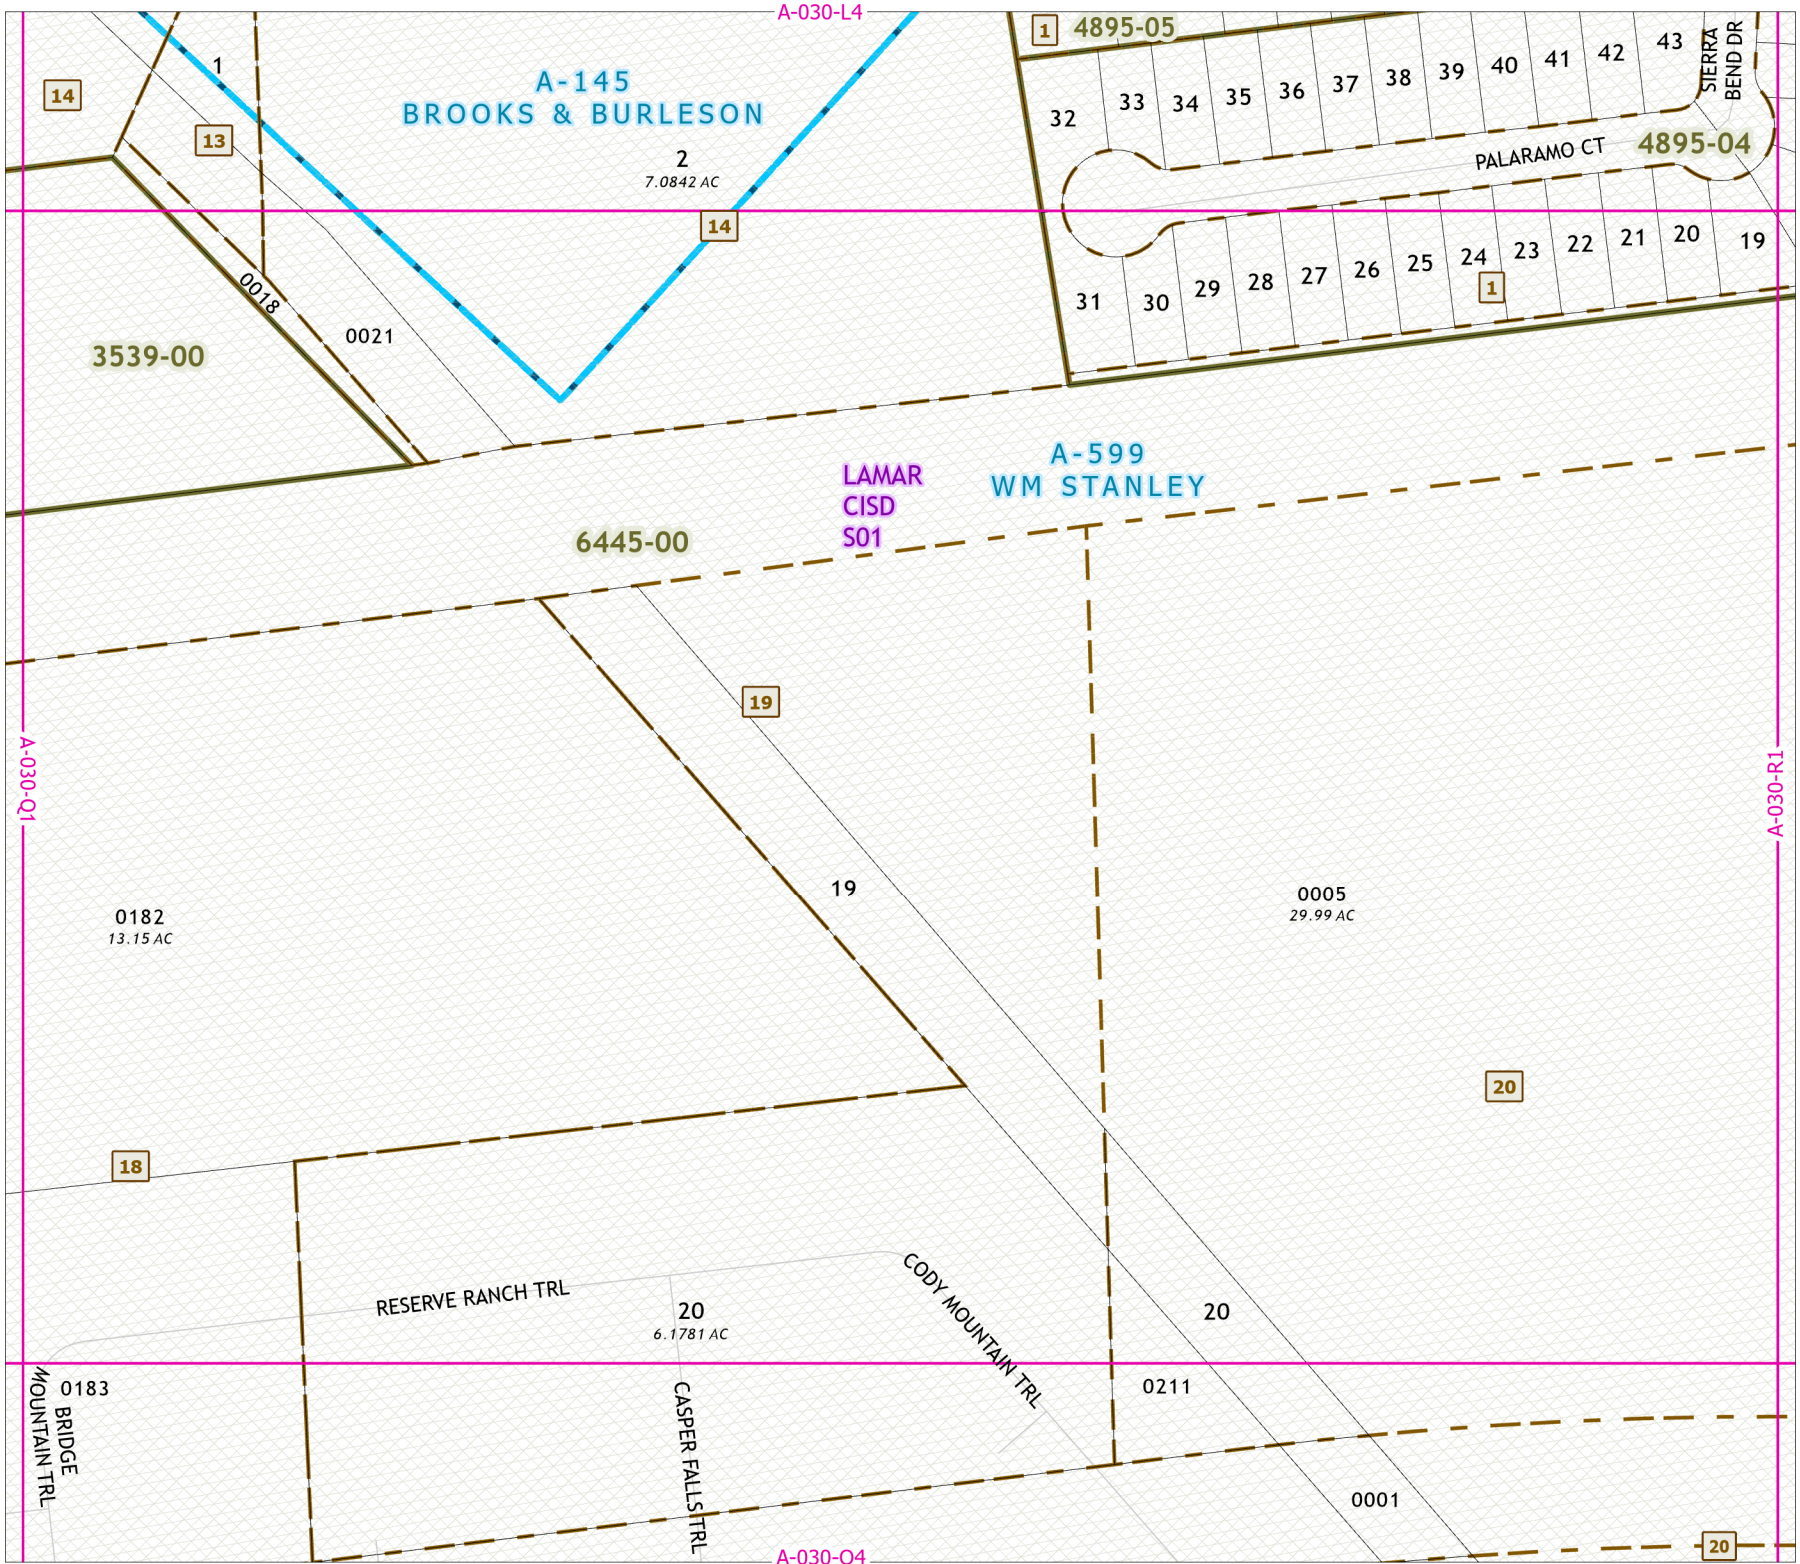 A-030-L4
1
4895-05
SIERRA
BEND DR
43
42
41
40
39
38
37
36
35
34
33
32
1
14
A-145
BROOKS & BURLESON
13
2
7.0842 AC
PALARAMO CT
4895-04
14
19
20
21
22
23
24
25
26
27
28
29
30
31
1
0018
0021
3539-00
A-599
WM STANLEY
LAMAR
CISD
S01
6445-00
19
A-030-Q1
A-030-R1
19
0005
29.99 AC
0182
13.15 AC
20
18
RESERVE RANCH TRL
CODY MOUNTAIN TRL
20
6.1781 AC
20
0183
BRIDGE
MOUNTAIN TRL
CASPER FALLS TRL
0211
0001
20
A-030-O4